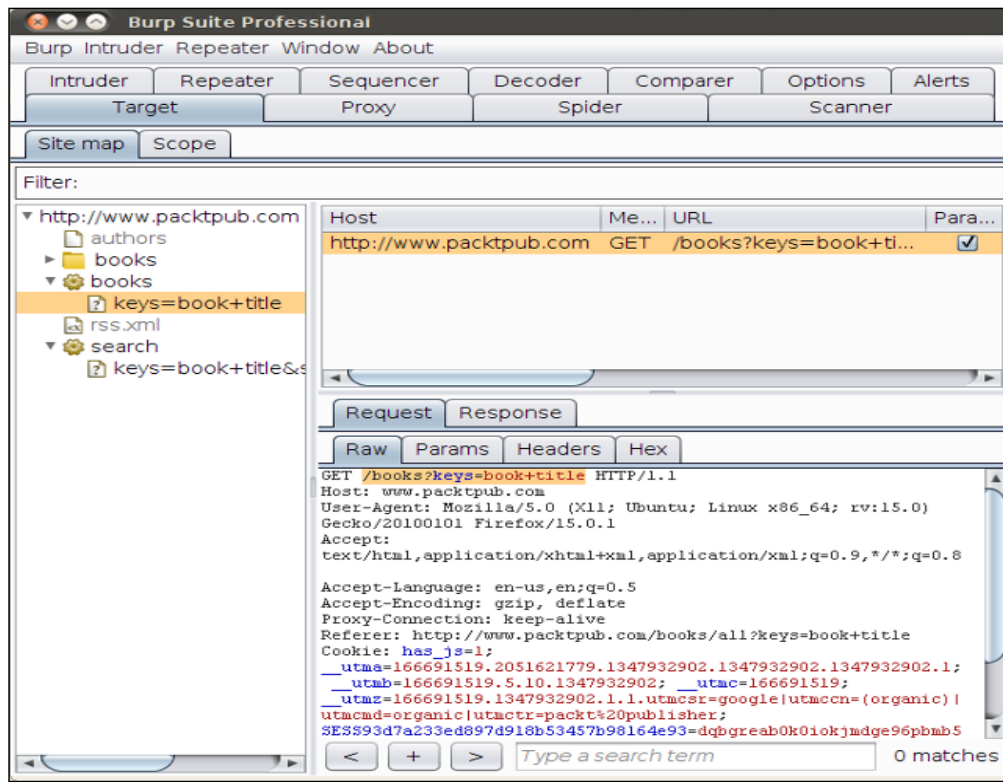 Burp Suite Professional
Burp Intruder Repeater Window About
Intruder Repeater Sequencer Decoder Comparer Options Alerts
Target Proxy Spider Scanner
Site map Scope
Filter:
http://www.packtpub.com
authors
books
books
keys=book+title
rss.xml
search
keys=book+title&s
Host Me... URL Para...
http://www.packtpub.com GET /books?keys=book+ti...
Request Response
Raw Params Headers Hex
GET /books?keys=book+title HTTP/1.1
Host: www.packtpub.com
User-Agent: Mozilla/5.0 (X11; Ubuntu; Linux x86_64; rv:15.0)
Gecko/20100101 Firefox/15.0.1
Accept:
text/html,application/xhtml+xml,application/xml;q=0.9,*/*;q=0.8
Accept-Language: en-us,en;q=0.5
Accept-Encoding: gzip, deflate
Proxy-Connection: keep-alive
Referer: http://www.packtpub.com/books/all?keys=book+title
Cookie: has_js=1;
__utma=166691519.2051621779.1347932902.1347932902.1347932902.1;
__utmb=166691519.5.10.1347932902; __utmc=166691519;
__utmz=166691519.1347932902.1.1.utmcsr=google|utmccn=(organic)|
utmcmd=organic|utmctr=packt%20publisher;
SESS93d7a233ed897d918b53457b98164e93=dqbgreab0k0iokjmdge96pbmb5
< + > Type a search term 0 matches